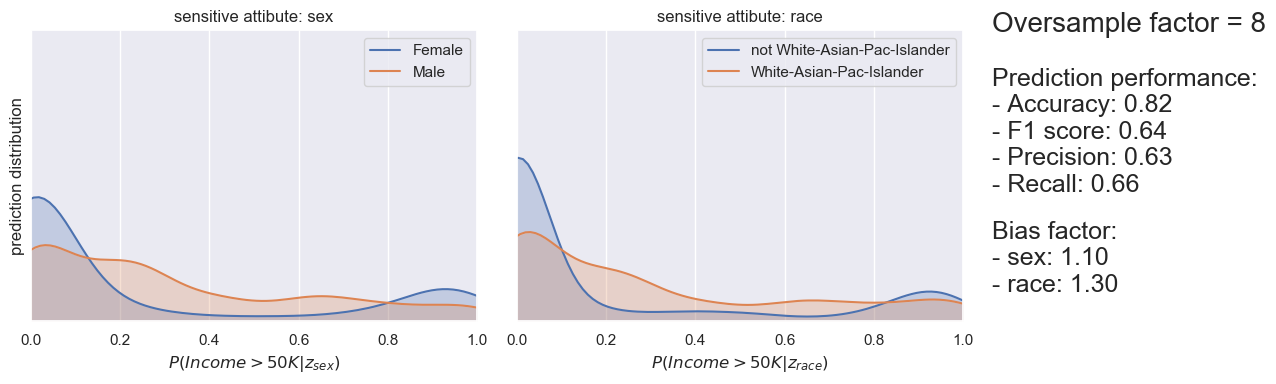 sensitive attibute: sex
sensitive attibute: race
Female
Male
not White-Asian-Pac-Islander
White-Asian-Pac-Islander
prediction distribution
0.0 0.2 0.4 0.6 0.8 1.0
0.0 0.2 0.4 0.6 0.8 1.0
P(Income > 50K|z_sex)
P(Income > 50K|z_race)
Oversample factor = 8
Prediction performance:
- Accuracy: 0.82
- F1 score: 0.64
- Precision: 0.63
- Recall: 0.66
Bias factor:
- sex: 1.10
- race: 1.30